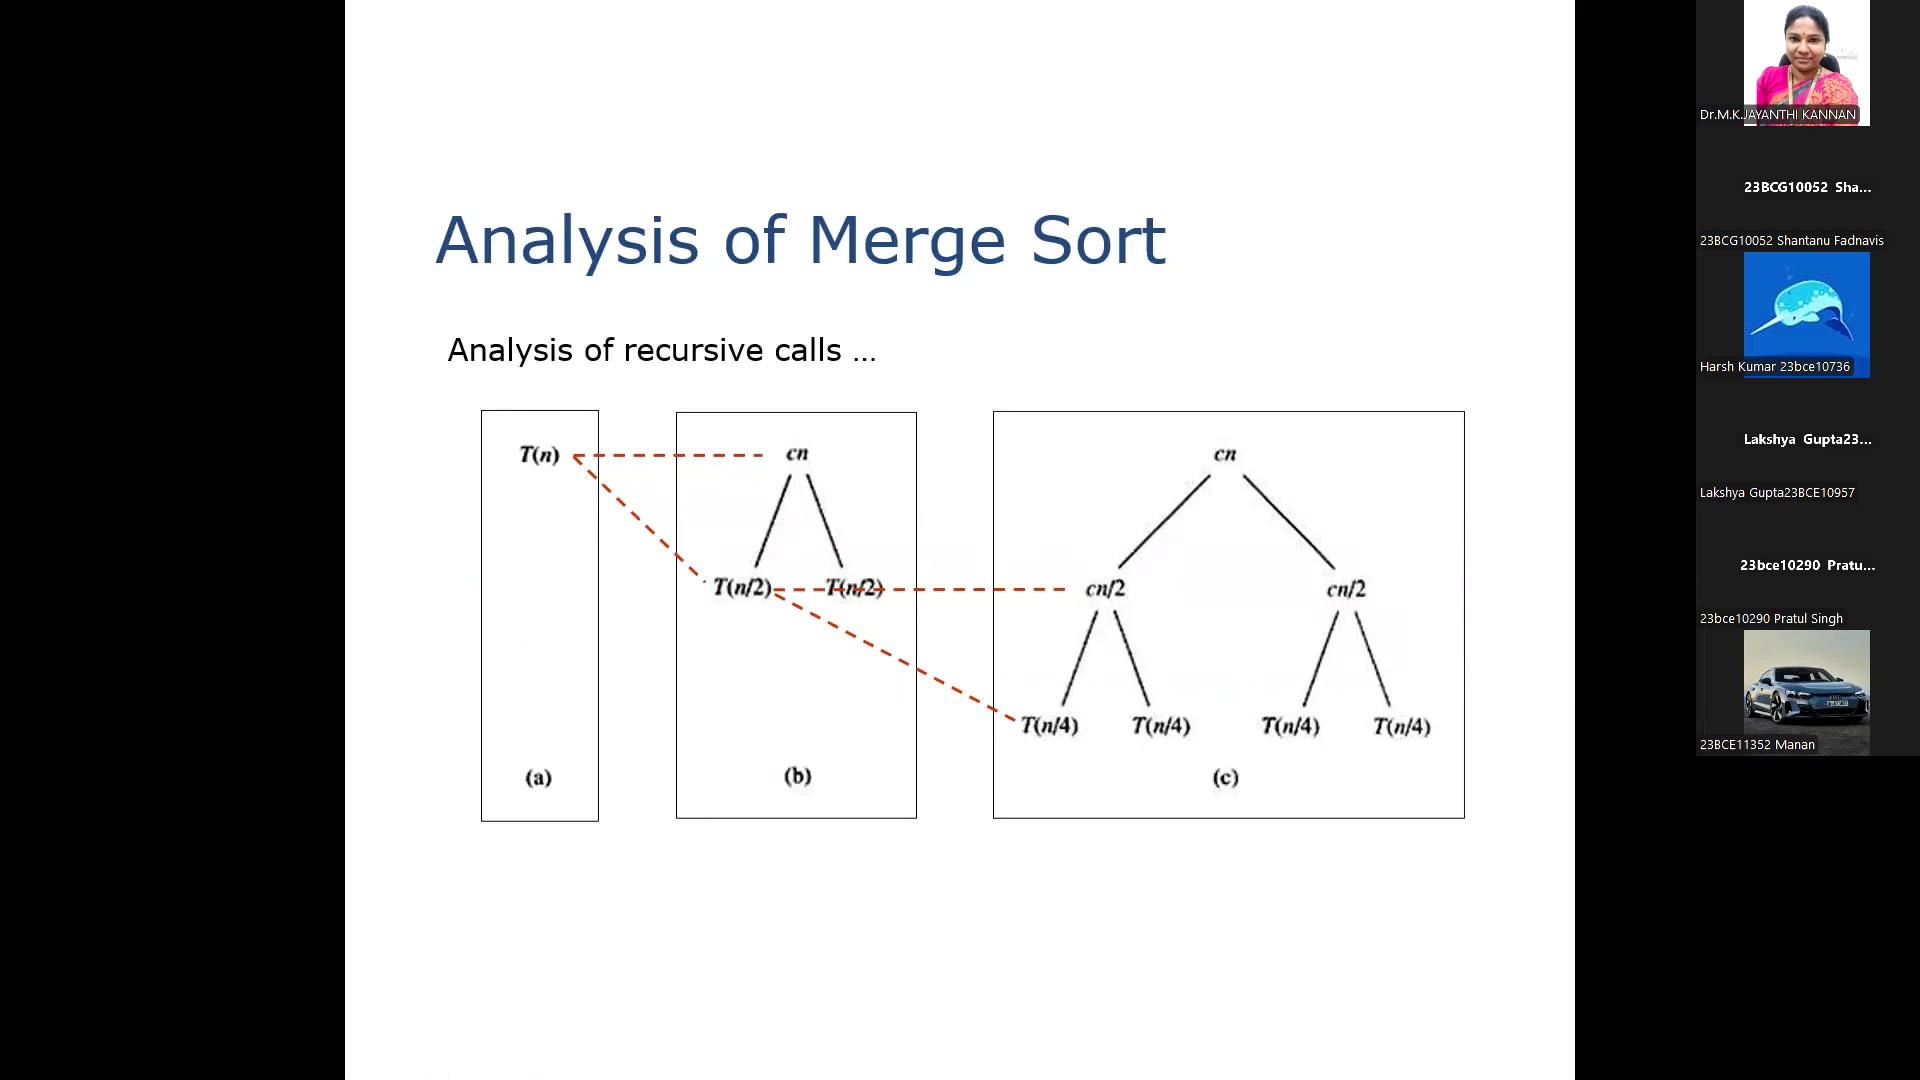 Analysis of Merge Sort
Analysis of recursive calls ...
T(n)
(a)
cn
T(n/2) T(n/2)
(b)
cn
cn/2 cn/2
T(n/4) T(n/4) T(n/4) T(n/4)
(c)
Dr.M.K.JAYANTHI KANNAN
23BCG10052 Sha...
23BCG10052 Shantanu Fadnavis
Harsh Kumar 23bce10736
Lakshya Gupta23...
Lakshya Gupta23BCE10957
23bce10290 Pratu...
23bce10290 Pratul Singh
23BCE11352 Manan